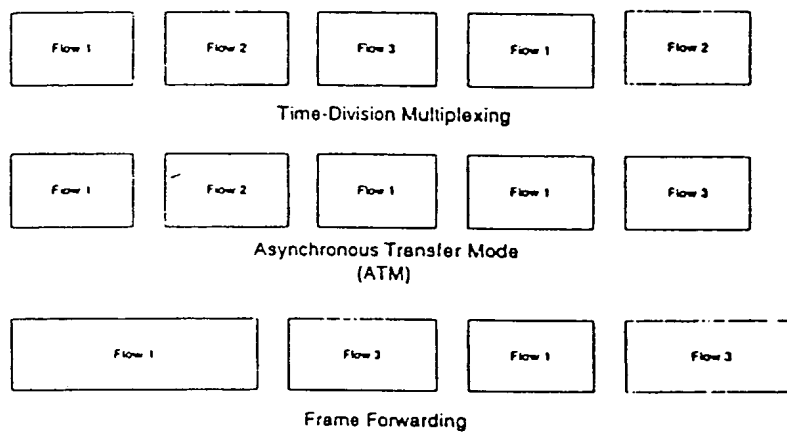 Flow 1 Flow 2 Flow 3 Flow 1 Flow 2
Time-Division Multiplexing
Flow 1 Flow 2 Flow 1 Flow 1 Flow 3
Asynchronous Transfer Mode
(ATM)
Flow 1 Flow 3 Flow 1 Flow 3
Frame Forwarding